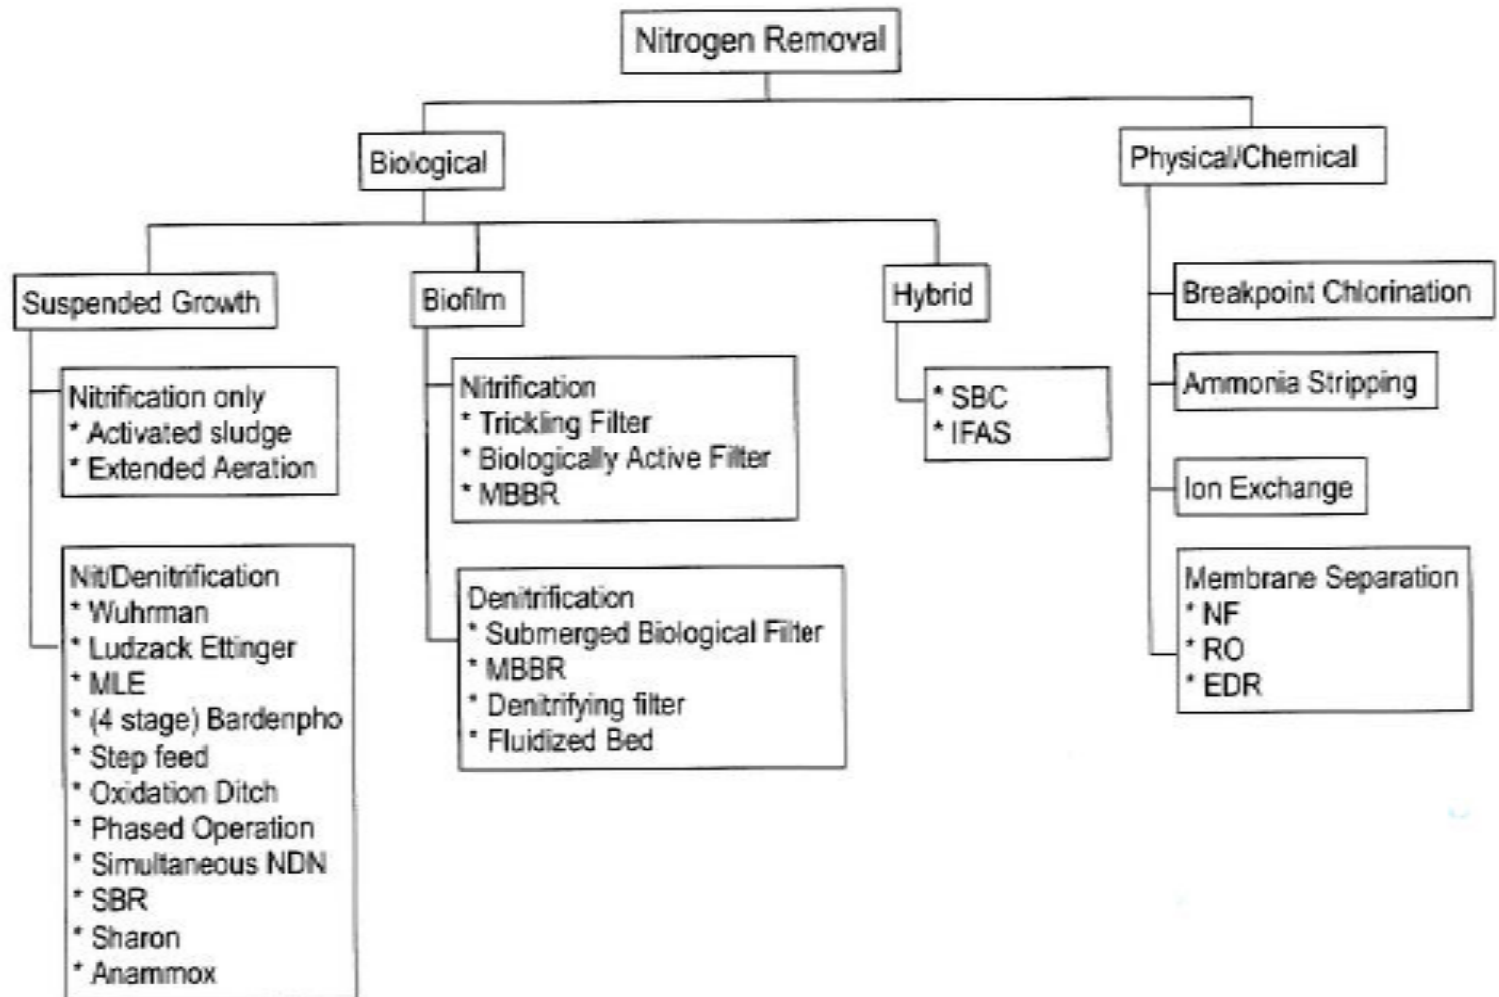 Nitrogen Removal
Biological
Physical/Chemical
Suspended Growth
Biofilm
Hybrid
Nitrification only
* Activated sludge
* Extended Aeration
Nit/Denitrification
* Wuhrman
* Ludzack Ettinger
* MLE
* (4 stage) Bardenpho
* Step feed
* Oxidation Ditch
* Phased Operation
* Simultaneous NDN
* SBR
* Sharon
* Anammox
Nitrification
* Trickling Filter
* Biologically Active Filter
* MBBR
Denitrification
* Submerged Biological Filter
* MBBR
* Denitrifying filter
* Fluidized Bed
* SBC
* IFAS
Breakpoint Chlorination
Ammonia Stripping
Ion Exchange
Membrane Separation
* NF
* RO
* EDR